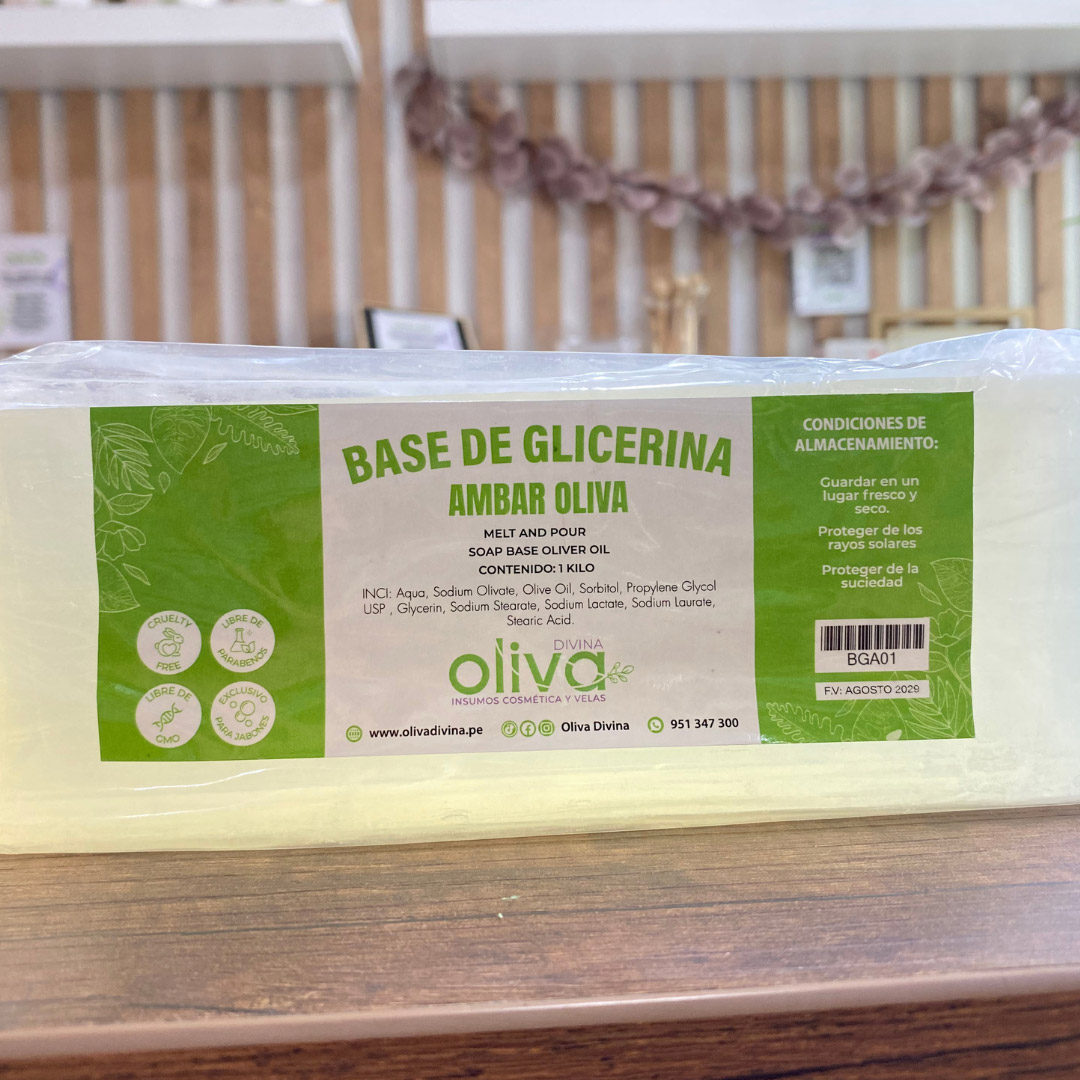 BASE DE GLICERINA
AMBAR OLIVA
MELT AND POUR
SOAP BASE OLIVER OIL
CONTENIDO: 1 KILO
INCI: Aqua, Sodium Olivate, Olive Oil, Sorbitol, Propylene Glycol
USP , Glycerin, Sodium Stearate, Sodium Lactate, Sodium Laurate,
Stearic Acid.
DIVINA
oliva
INSUMOS COSMÉTICA Y VELAS
www.olivadivina.pe Oliva Divina 951 347 300
CRUELTY
FREE
LIBRE DE
PARABENOS
LIBRE DE
GMO
EXCLUSIVO
PARA JABONES
CONDICIONES DE
ALMACENAMIENTO:
Guardar en un
lugar fresco y
seco.
Proteger de los
rayos solares
Proteger de la
suciedad
BGA01
F.V: AGOSTO 2029